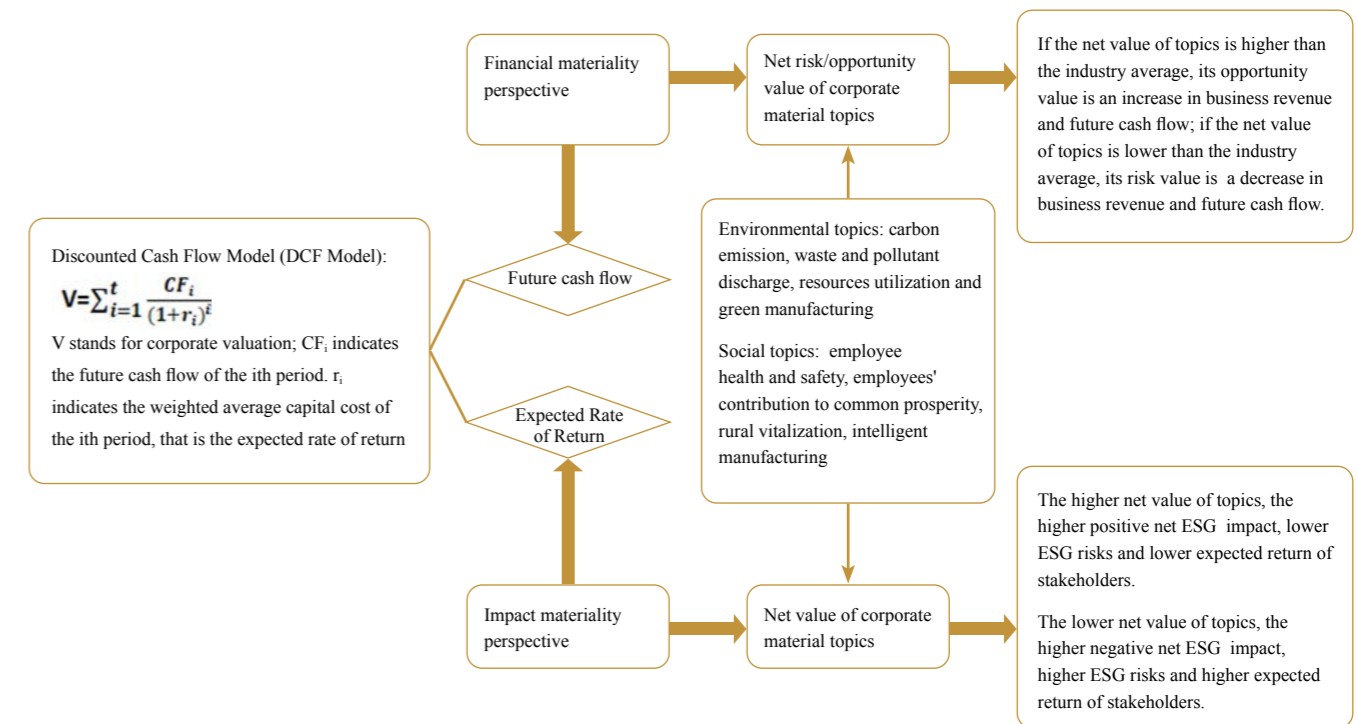 Financial materiality
perspective
Net risk/opportunity
value of corporate
material topics
If the net value of topics is higher than
the industry average, its opportunity
value is an increase in business revenue
and future cash flow; if the net value
of topics is lower than the industry
average, its risk value is a decrease in
business revenue and future cash flow.
Discounted Cash Flow Model (DCF Model):
V=∑ᵗᵢ₌₁ CFᵢ/(1+rᵢ)ⁱ
V stands for corporate valuation; CFᵢ indicates
the future cash flow of the ith period. rᵢ
indicates the weighted average capital cost of
the ith period, that is the expected rate of return
Future cash flow
Expected Rate
of Return
Environmental topics: carbon
emission, waste and pollutant
discharge, resources utilization and
green manufacturing
Social topics: employee
health and safety, employees'
contribution to common prosperity,
rural vitalization, intelligent
manufacturing
Impact materiality
perspective
Net value of corporate
material topics
The higher net value of topics, the
higher positive net ESG impact, lower
ESG risks and lower expected return of
stakeholders.
The lower net value of topics, the
higher negative net ESG impact,
higher ESG risks and higher expected
return of stakeholders.